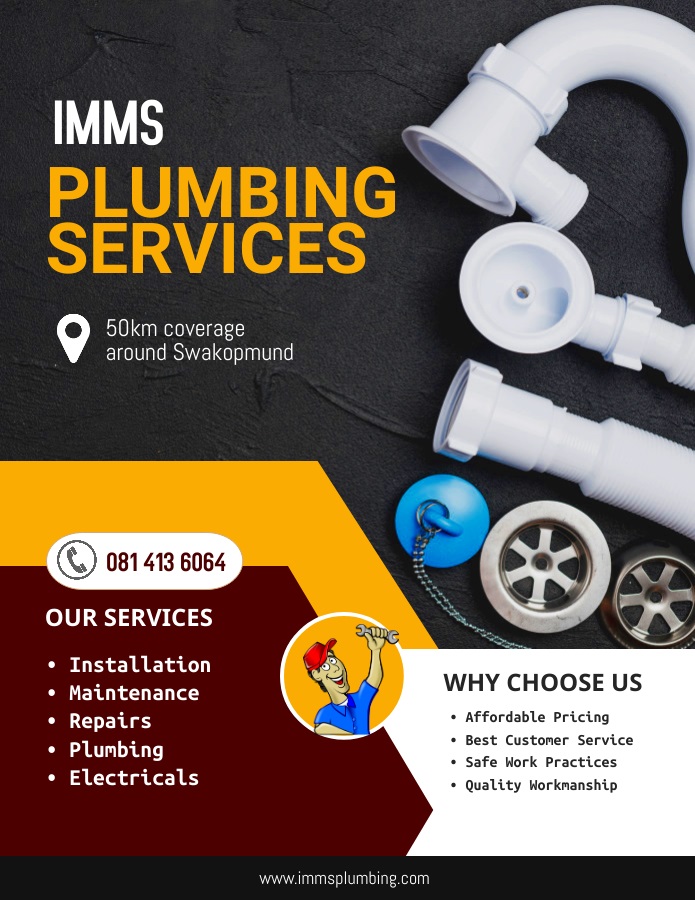 IMMS
PLUMBING
SERVICES
50km coverage
around Swakopmund
081 413 6064
OUR SERVICES
• Installation
• Maintenance
• Repairs
• Plumbing
• Electricals
WHY CHOOSE US
• Affordable Pricing
• Best Customer Service
• Safe Work Practices
• Quality Workmanship
www.immsplumbing.com